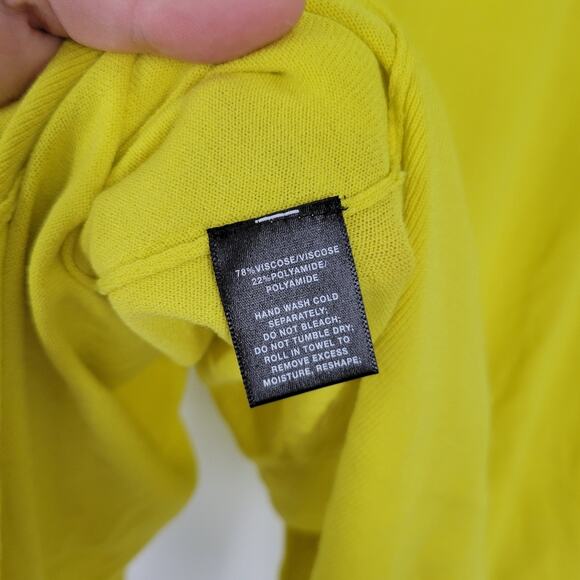 78%VISCOSE/VISCOSE
22%POLYAMIDE/
POLYAMIDE
HAND WASH COLD
SEPARATELY;
DO NOT BLEACH;
DO NOT TUMBLE DRY;
ROLL IN TOWEL TO
REMOVE EXCESS
MOISTURE, RESHAPE;